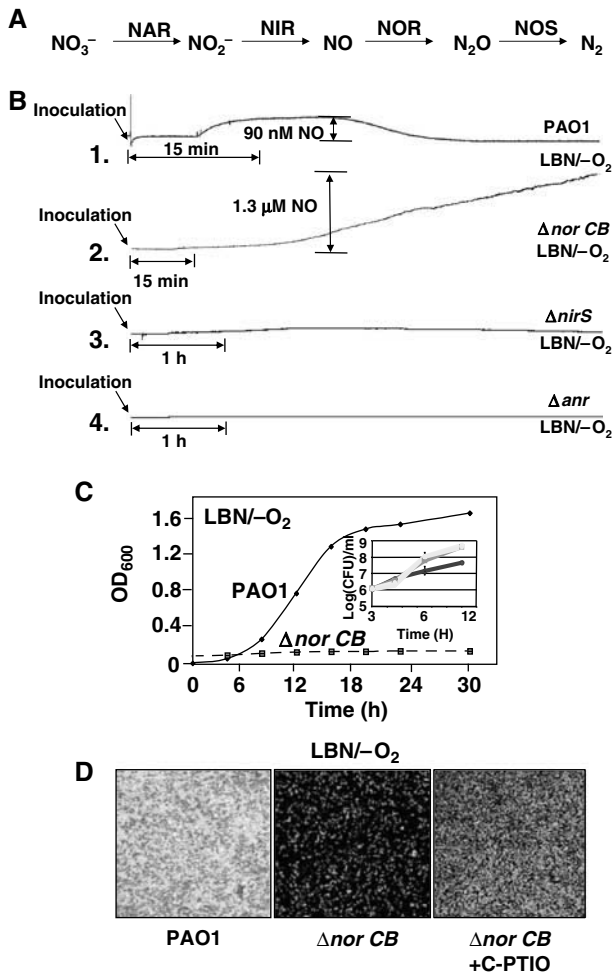 A
NO₃⁻ NAR NO₂⁻ NIR NO NOR N₂O NOS N₂
B
Inoculation
1.
15 min
90 nM NO
PAO1
LBN/−O₂
Inoculation
2.
15 min
1.3 µM NO
Δnor CB
LBN/−O₂
Inoculation
3.
1 h
ΔnirS
LBN/−O₂
Inoculation
4.
1 h
Δanr
LBN/−O₂
C
LBN/−O₂
OD₆₀₀
1.6
1.2
0.8
0.4
0
PAO1
Δnor CB
0 6 12 18 24 30
Time (h)
Log(CFU)/ml
9
8
7
6
5
3 6 12
Time (H)
D
LBN/−O₂
PAO1
Δnor CB
Δnor CB
+C-PTIO